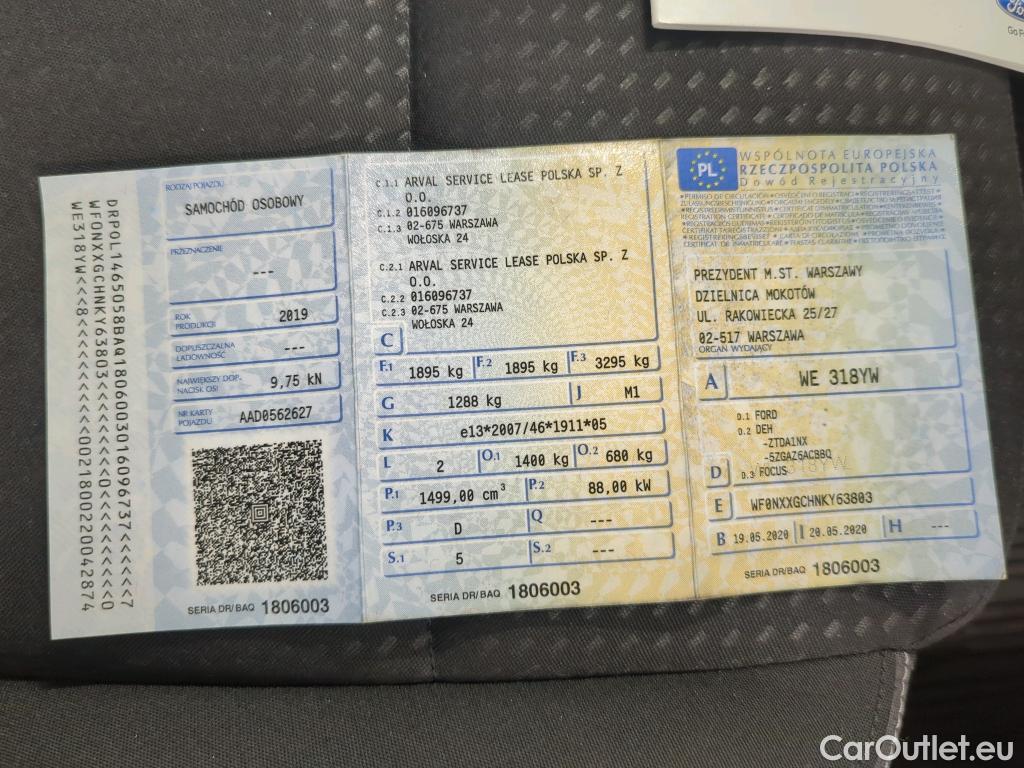 Go F
DRPOL1465058BAQ180600301609673​7<<<<<7
WF0NXXGCHNKY63803<<<<<<<0<<<<<<<<<<<<0
WE318YW<<8<<<<<<<<<<<0021800220042874
RODZAJ POJAZDU
SAMOCHÓD OSOBOWY
PRZEZNACZENIE
---
ROK PRODUKCJI
2019
DOPUSZCZALNA ŁADOWNOŚĆ
---
NAJWIĘKSZY DOP. NACISK OSI
9,75 kN
NR KARTY POJAZDU
AAD0562627
SERIA DR/BAQ 1806003
C.1.1 ARVAL SERVICE LEASE POLSKA SP. Z
O.O.
C.1.2 016096737
C.1.3 02-675 WARSZAWA
WOŁOSKA 24
C.2.1 ARVAL SERVICE LEASE POLSKA SP. Z
O.O.
C.2.2 016096737
C.2.3 02-675 WARSZAWA
WOŁOSKA 24
C
F.1 1895 kg F.2 1895 kg F.3 3295 kg
G 1288 kg J M1
K e13*2007/46*1911*05
L 2 O.1 1400 kg O.2 680 kg
P.1 1499,00 cm³ P.2 88,00 kW
P.3 D Q ---
S.1 5 S.2 ---
SERIA DR/BAQ 1806003
PL
WSPÓLNOTA EUROPEJSKA
RZECZPOSPOLITA POLSKA
Dowód Rejestracyjny
PREZYDENT M.ST. WARSZAWY
DZIELNICA MOKOTÓW
UL. RAKOWIECKA 25/27
02-517 WARSZAWA
ORGAN WYDAJĄCY
A WE 318YW
D.1 FORD
D.2 DEH
-ZTDA1NX
-5ZGAZ6ACBBQ
D D.3 FOCUS
E WF0NXXGCHNKY63803
B 19.05.2020 I 20.05.2020 H ---
SERIA DR/BAQ 1806003
CarOutlet.eu